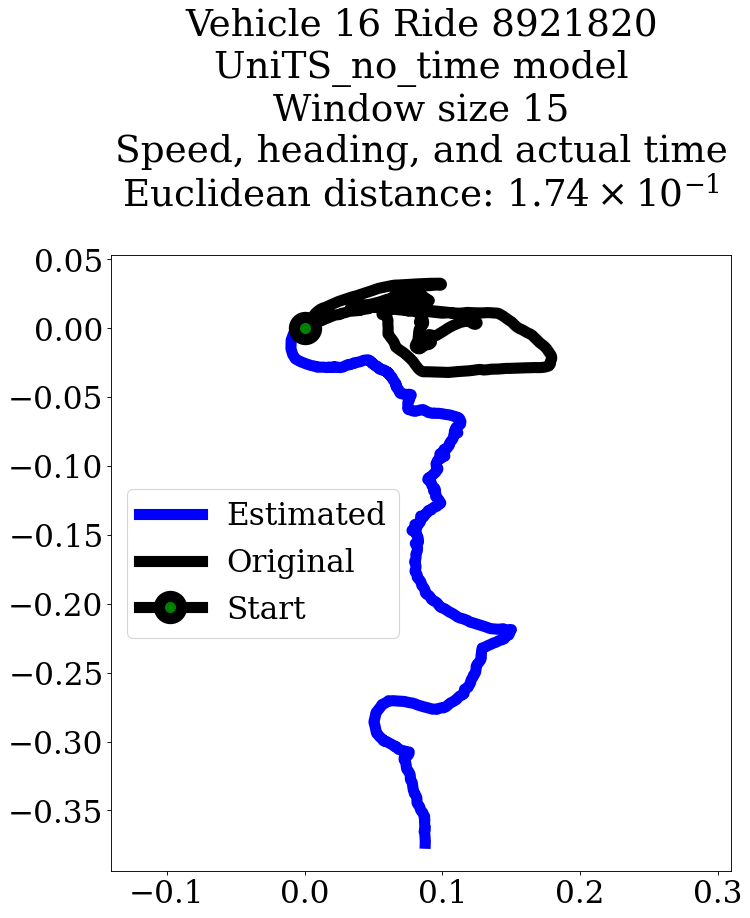 Vehicle 16 Ride 8921820
UniTS_no_time model
Window size 15
Speed, heading, and actual time
Euclidean distance: 1.74 × 10⁻¹
0.05
0.00
−0.05
−0.10
−0.15
−0.20
−0.25
−0.30
−0.35
Estimated
Original
Start
−0.1 0.0 0.1 0.2 0.3